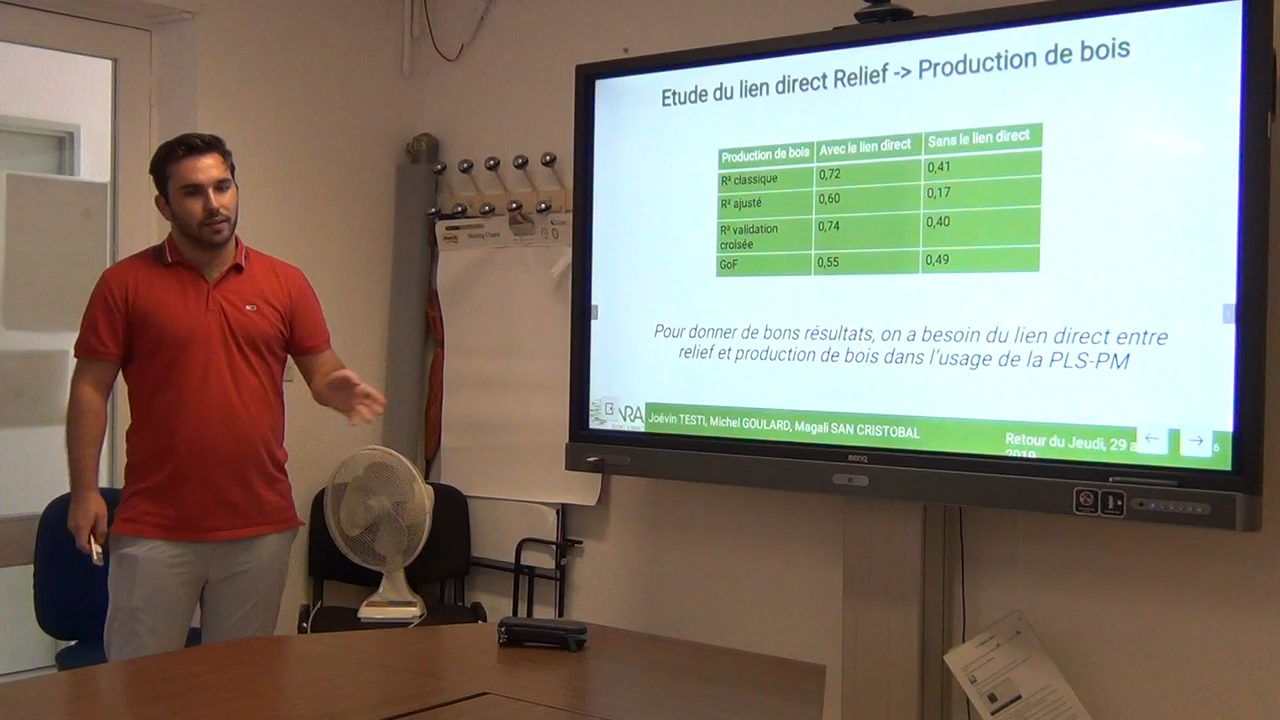 Etude du lien direct Relief -> Production de bois
Production de bois Avec le lien direct Sans le lien direct
R² classique 0,72 0,41
R² ajusté 0,60 0,17
R² validation croisée 0,74 0,40
GoF 0,55 0,49
Pour donner de bons résultats, on a besoin du lien direct entre
relief et production de bois dans l'usage de la PLS-PM
Joévin TESTI, Michel GOULARD, Magali SAN CRISTOBAL
Retour du Jeudi, 29 a
2019
6
BenQ